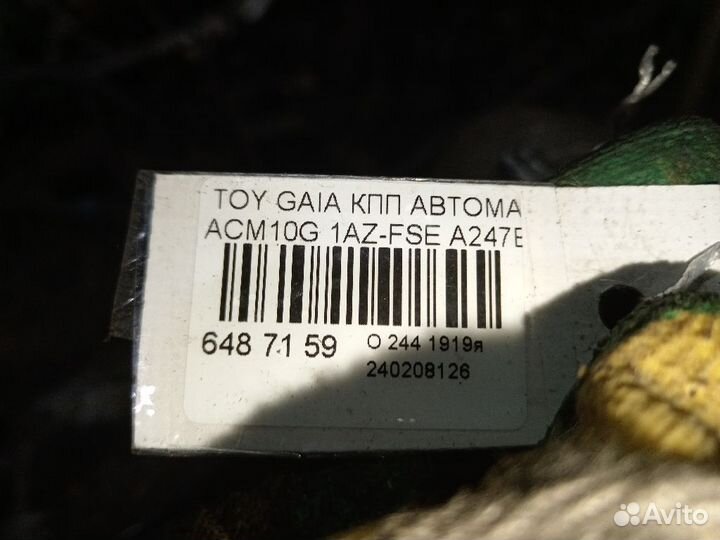 TOY GAIA КПП АВТОМА
ACM10G 1AZ-FSE A247E
648 71 59
О 244 1919я
240208126
Avito